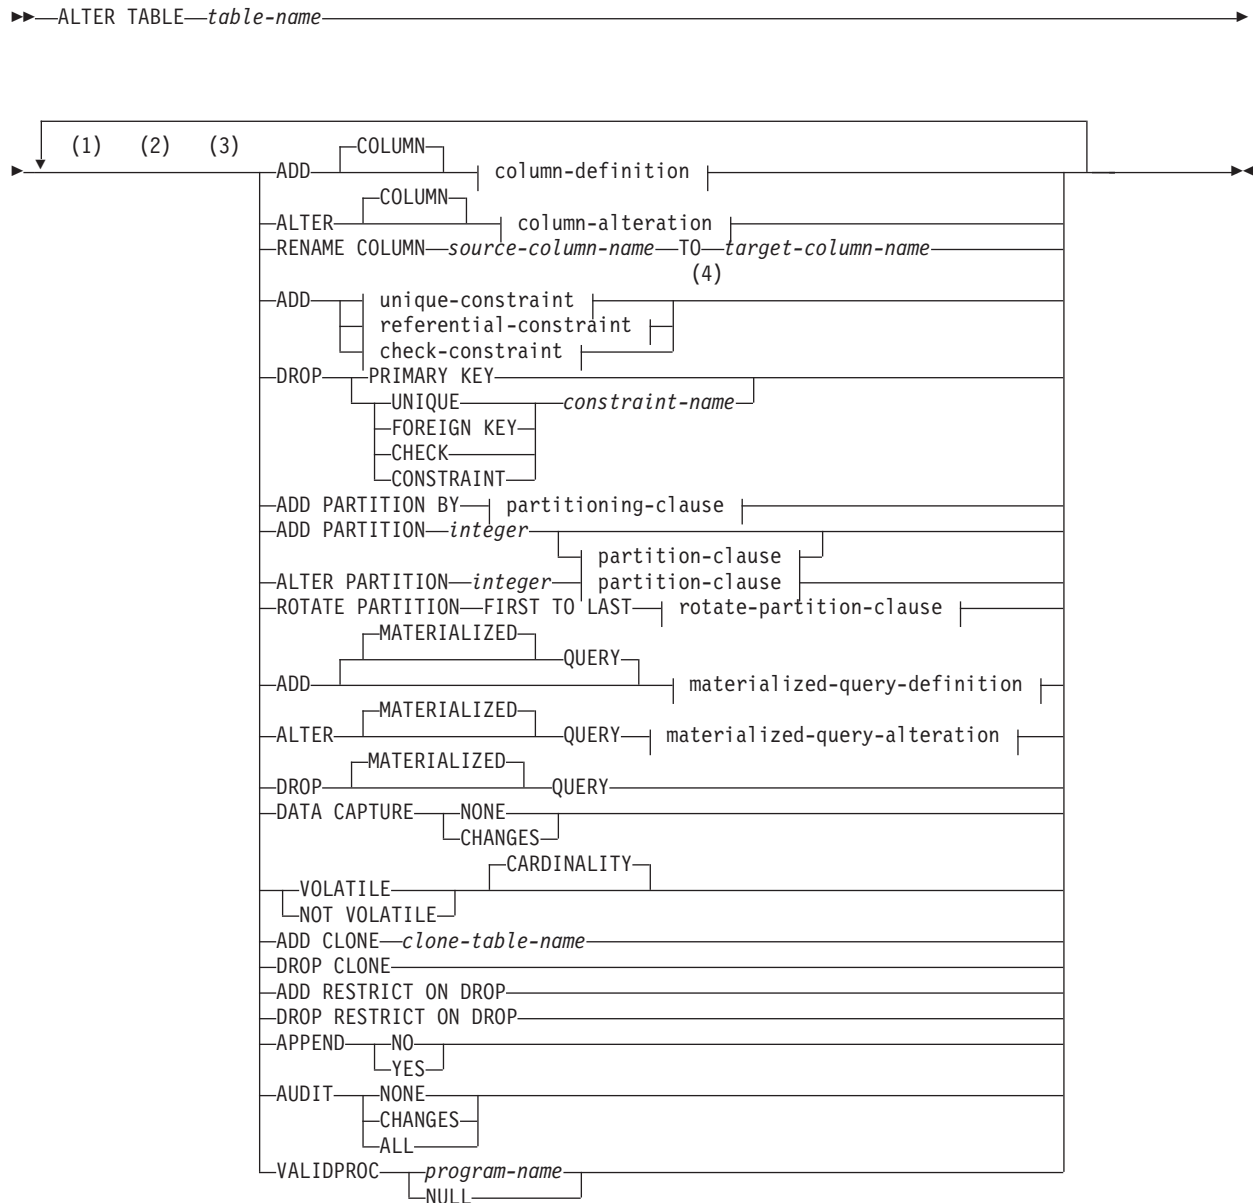 ALTER TABLE table-name
(1) (2) (3)
COLUMN
ADD column-definition
COLUMN
ALTER column-alteration
RENAME COLUMN source-column-name TO target-column-name
(4)
ADD unique-constraint
referential-constraint
check-constraint
DROP PRIMARY KEY
UNIQUE constraint-name
FOREIGN KEY
CHECK
CONSTRAINT
ADD PARTITION BY partitioning-clause
ADD PARTITION integer
partition-clause
ALTER PARTITION integer partition-clause
ROTATE PARTITION FIRST TO LAST rotate-partition-clause
MATERIALIZED
QUERY
ADD materialized-query-definition
MATERIALIZED
ALTER QUERY materialized-query-alteration
MATERIALIZED
DROP QUERY
DATA CAPTURE NONE
CHANGES
CARDINALITY
VOLATILE
NOT VOLATILE
ADD CLONE clone-table-name
DROP CLONE
ADD RESTRICT ON DROP
DROP RESTRICT ON DROP
APPEND NO
YES
AUDIT NONE
CHANGES
ALL
VALIDPROC program-name
NULL